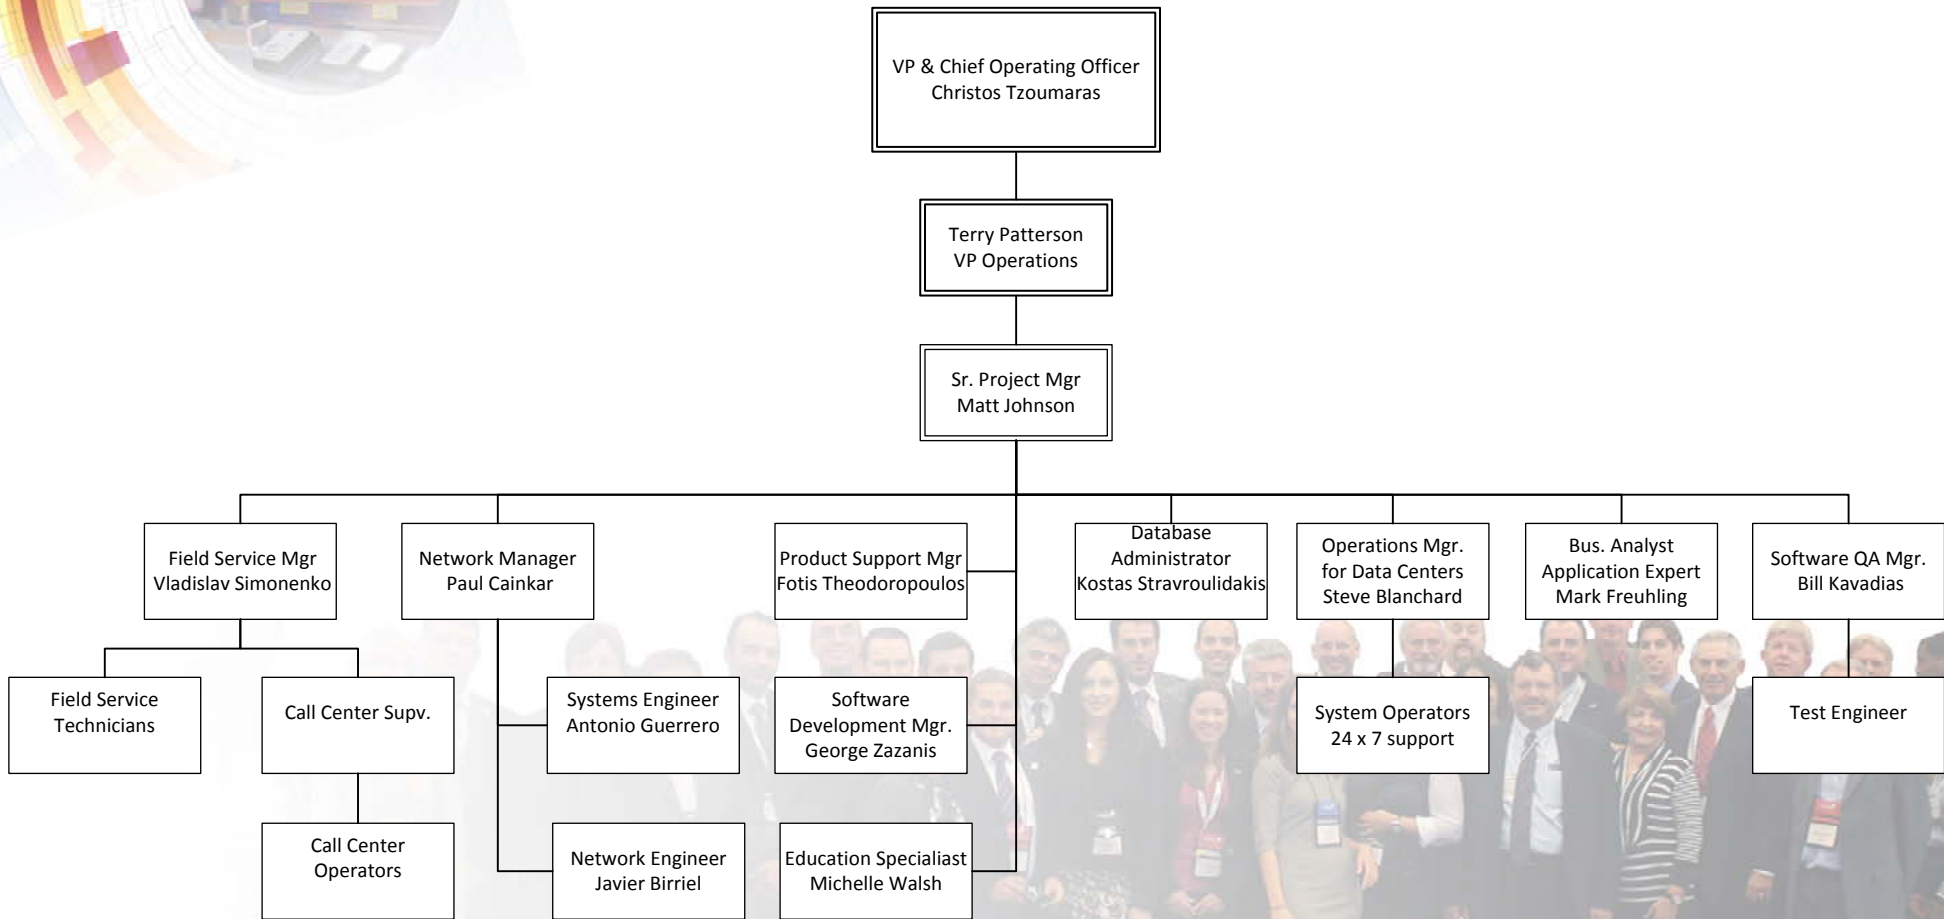 VP & Chief Operating Officer
Christos Tzoumaras
Terry Patterson
VP Operations
Sr. Project Mgr
Matt Johnson
Field Service Mgr
Vladislav Simonenko
Network Manager
Paul Cainkar
Product Support Mgr
Fotis Theodoropoulos
Database
Administrator
Kostas Stravroulidakis
Operations Mgr.
for Data Centers
Steve Blanchard
Bus. Analyst
Application Expert
Mark Freuhling
Software QA Mgr.
Bill Kavadias
Field Service
Technicians
Call Center Supv.
Systems Engineer
Antonio Guerrero
Software
Development Mgr.
George Zazanis
System Operators
24 x 7 support
Test Engineer
Call Center
Operators
Network Engineer
Javier Birriel
Education Specialiast
Michelle Walsh